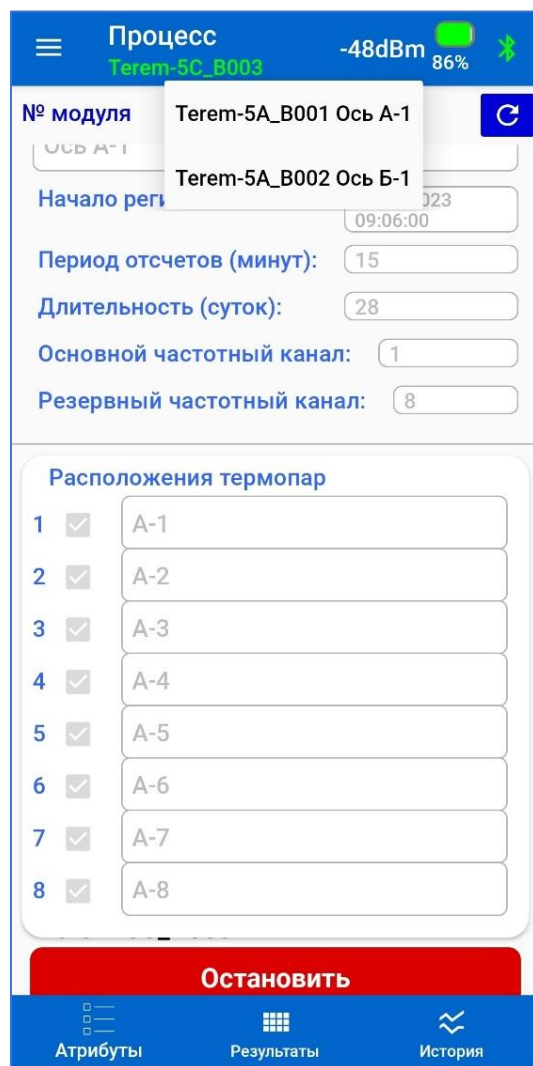 Процесс
-48dBm
86%
Terem-5C_B003
№ модуля
Terem-5A_B001 Ось А-1
Terem-5A_B002 Ось Б-1
Ось А-1
Начало
023
09:06:00
Период отсчетов (минут): 15
Длительность (суток): 28
Основной частотный канал: 1
Резервный частотный канал: 8
Расположения термопар
1 А-1
2 А-2
3 А-3
4 А-4
5 А-5
6 А-6
7 А-7
8 А-8
Остановить
Атрибуты Результаты История